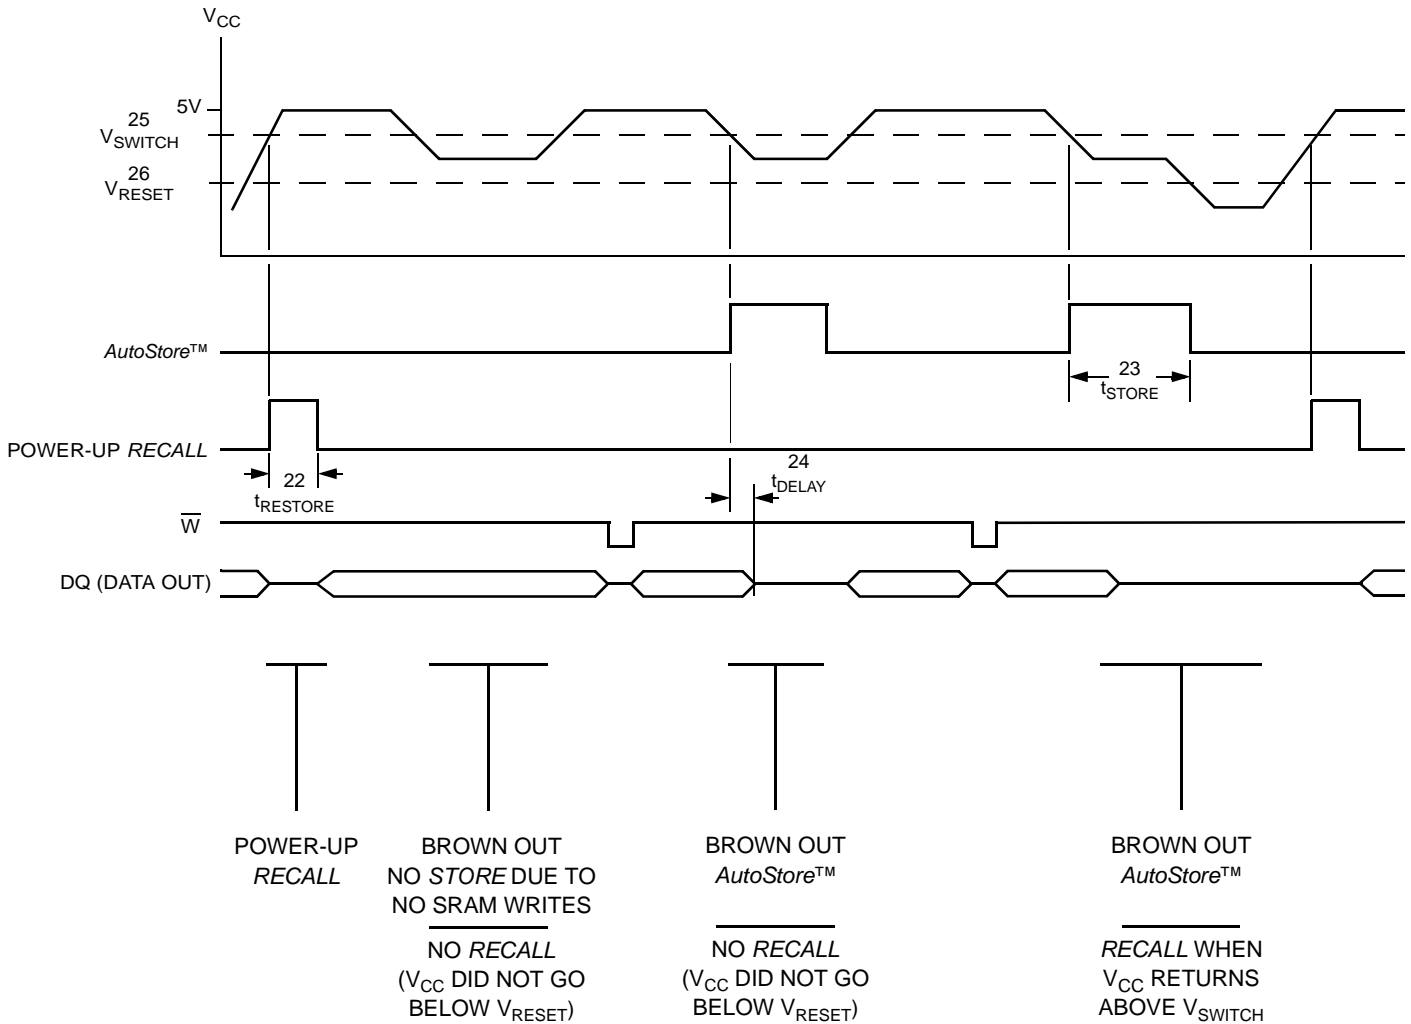 VCC
5V
25
VSWITCH
26
VRESET
AutoStore™
23
tSTORE
POWER-UP RECALL
22
tRESTORE
24
tDELAY
W
DQ (DATA OUT)
POWER-UP
RECALL
BROWN OUT
NO STORE DUE TO
NO SRAM WRITES
NO RECALL
(VCC DID NOT GO
BELOW VRESET)
BROWN OUT
AutoStore™
NO RECALL
(VCC DID NOT GO
BELOW VRESET)
BROWN OUT
AutoStore™
RECALL WHEN
VCC RETURNS
ABOVE VSWITCH